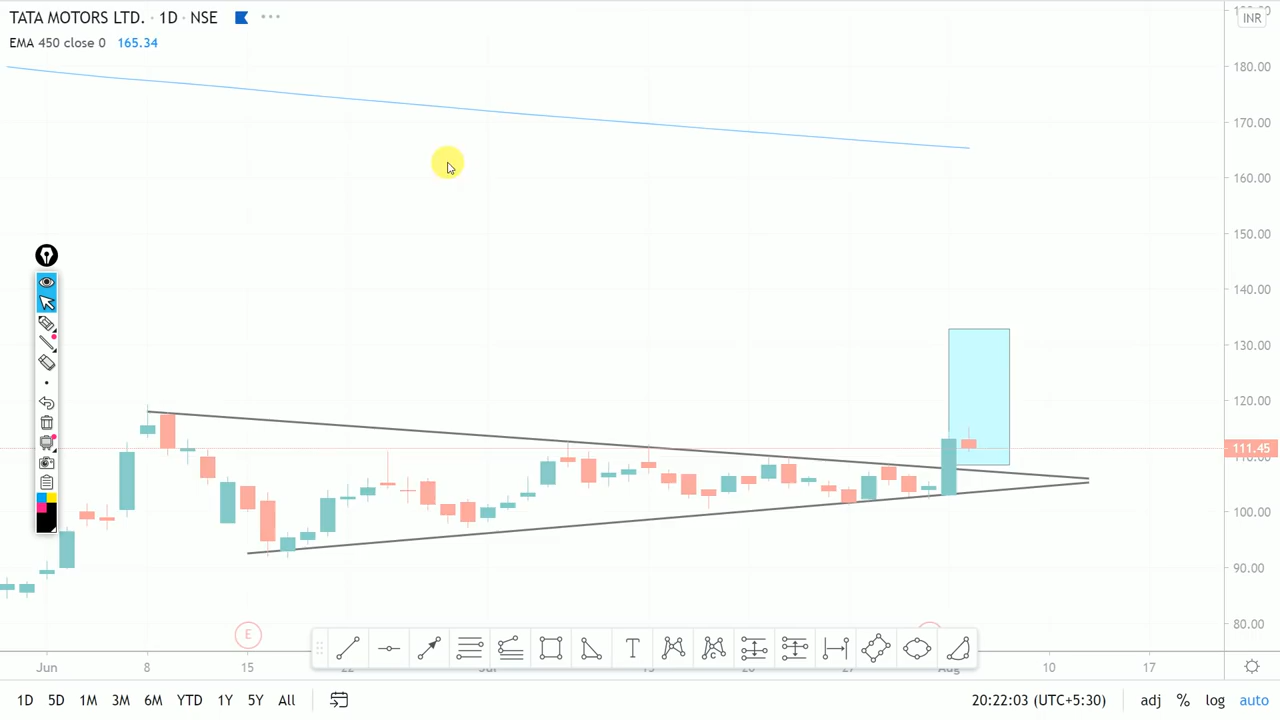 TATA MOTORS LTD. · 1D · NSE
INR
EMA 450 close 0 165.34
180.00
170.00
160.00
150.00
140.00
130.00
120.00
111.45
100.00
90.00
80.00
E
T
C
Jun 8 15 22 Aug 10 17
1D 5D 1M 3M 6M YTD 1Y 5Y All
20:22:03 (UTC+5:30) adj % log auto